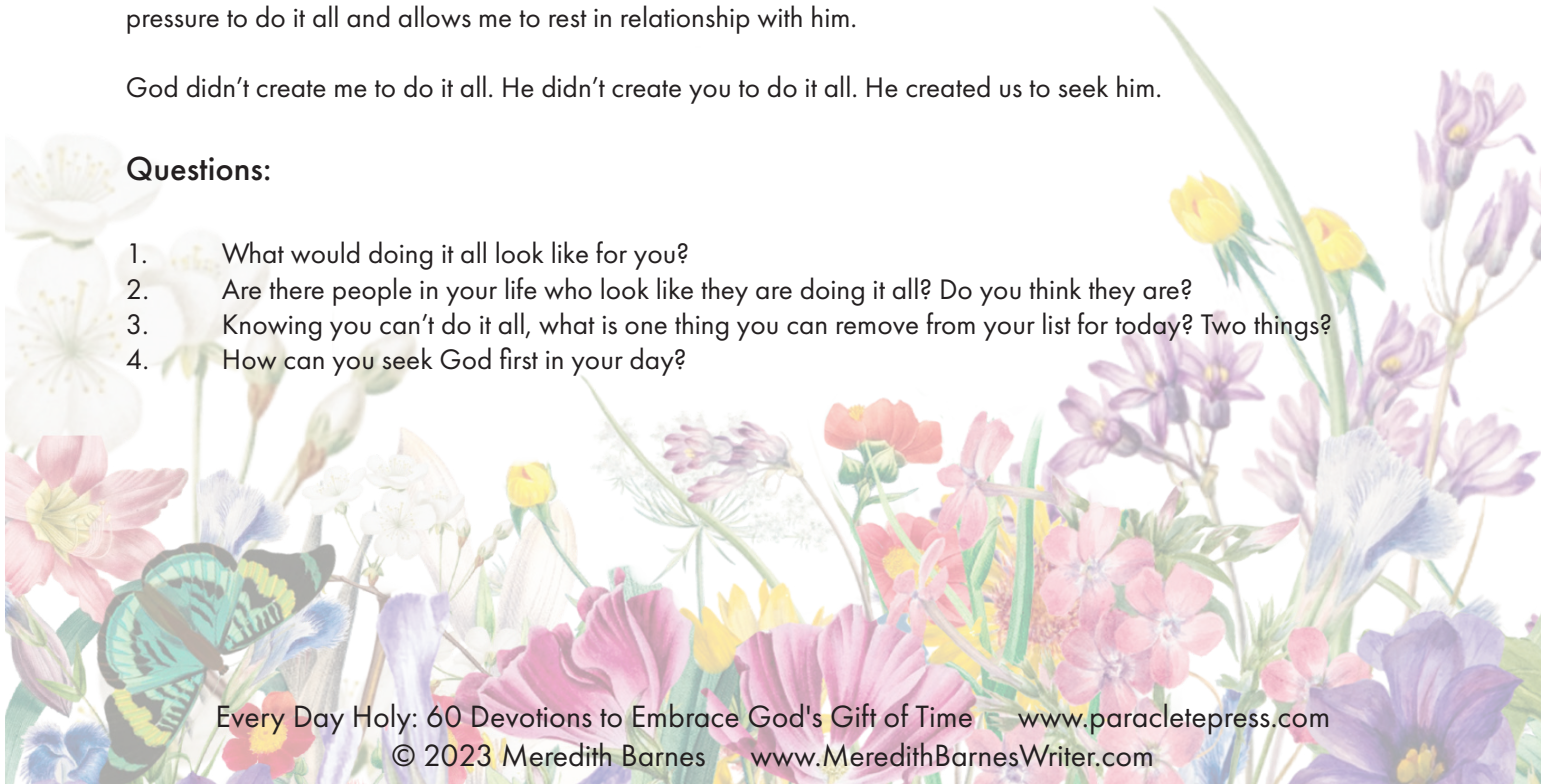 pressure to do it all and allows me to rest in relationship with him.
God didn’t create me to do it all. He didn’t create you to do it all. He created us to seek him.
Questions:
1. What would doing it all look like for you?
2. Are there people in your life who look like they are doing it all? Do you think they are?
3. Knowing you can’t do it all, what is one thing you can remove from your list for today? Two things?
4. How can you seek God first in your day?
Every Day Holy: 60 Devotions to Embrace God's Gift of Time www.paracletepress.com
© 2023 Meredith Barnes www.MeredithBarnesWriter.com